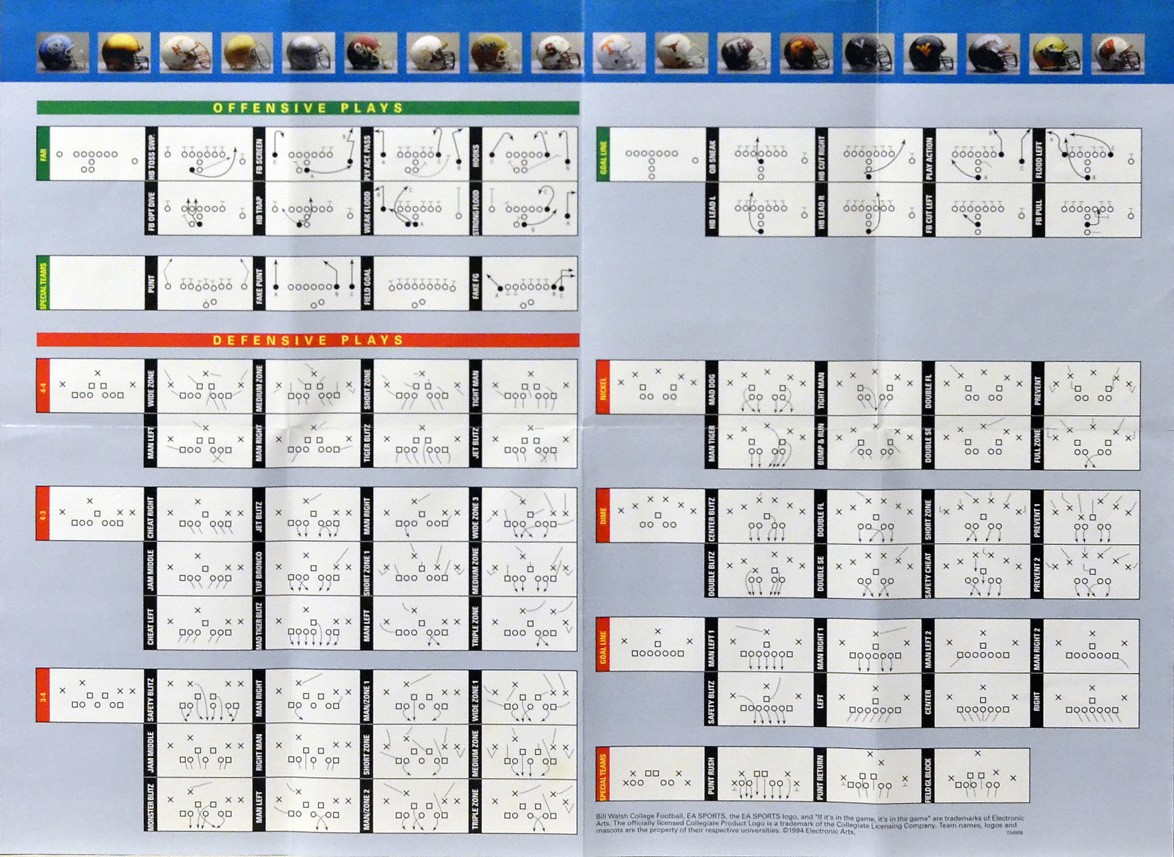 OFFENSIVE PLAYS
FAR
HB TOSS SWP.
FB SCREEN
PLY ACT PASS
HOOKS
FB OPT DIVE
HB TRAP
WEAK FLOOD
STRONG FLOOD
GOAL LINE
QB SNEAK
HB CUT RIGHT
PLAY ACTION
FLOOD LEFT
HB LEAD L
HB LEAD R
FB CUT LEFT
FB PULL
SPECIAL TEAMS
PUNT
FAKE PUNT
FIELD GOAL
FAKE FG
DEFENSIVE PLAYS
4-4
WIDE ZONE
MEDIUM ZONE
SHORT ZONE
TIGHT MAN
MAN LEFT
MAN RIGHT
TIGER BLITZ
JET BLITZ
4-3
CHEAT RIGHT
JET BLITZ
MAN RIGHT
WIDE ZONE 3
JAM MIDDLE
TUF BRONCO
SHORT ZONE 1
MEDIUM ZONE
CHEAT LEFT
MAD TIGER BLITZ
MAN LEFT
TRIPLE ZONE
3-4
SAFETY BLITZ
MAN RIGHT
MAN/ZONE 1
WIDE ZONE 1
JAM MIDDLE
RIGHT MAN
SHORT ZONE
MEDIUM ZONE
MONSTER BLITZ
MAN LEFT
MAN/ZONE 2
TRIPLE ZONE
NICKEL
MAD DOG
TIGHT MAN
DOUBLE FL
PREVENT
MAN TIGER
BUMP & RUN
DOUBLE SE
FULL ZONE
DIME
CENTER BLITZ
DOUBLE FL
SHORT ZONE
PREVENT 1
DOUBLE BLITZ
DOUBLE SE
SAFETY CHEAT
PREVENT 2
GOAL LINE
MAN LEFT 1
MAN RIGHT 1
MAN LEFT 2
MAN RIGHT 2
SAFETY BLITZ
LEFT
CENTER
RIGHT
SPECIAL TEAMS
PUNT RUSH
PUNT RETURN
FIELD GL BLOCK
Bill Walsh College Football, EA SPORTS, the EA SPORTS logo, and "If it's in the game, it's in the game" are trademarks of Electronic
Arts. The officially licensed Collegiate Product Logo is a trademark of the Collegiate Licensing Company. Team names, logos and
mascots are the property of their respective universities. ©1994 Electronic Arts.